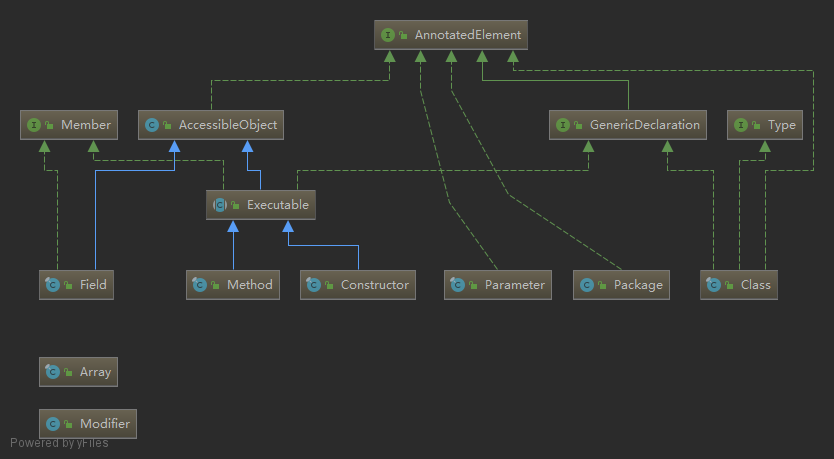 AnnotatedElement
Member
AccessibleObject
GenericDeclaration
Type
Executable
Field
Method
Constructor
Parameter
Package
Class
Array
Modifier
Powered by yFiles